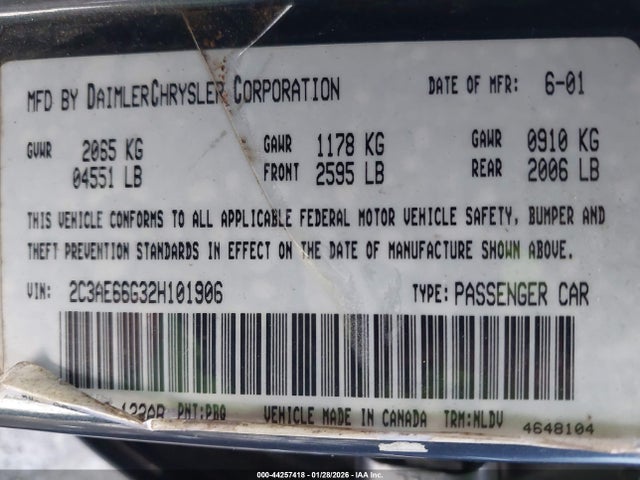 MFD BY DAIMLERCHRYSLER CORPORATION DATE OF MFR: 6-01
GVWR 2065 KG GAWR 1178 KG GAWR 0910 KG
04551 LB FRONT 2595 LB REAR 2006 LB
THIS VEHICLE CONFORMS TO ALL APPLICABLE FEDERAL MOTOR VEHICLE SAFETY, BUMPER AND
THEFT PREVENTION STANDARDS IN EFFECT ON THE DATE OF MANUFACTURE SHOWN ABOVE.
VIN: 2C3AE66G32H101906 TYPE: PASSENGER CAR
PNT:PBQ VEHICLE MADE IN CANADA TRM:NLDV
4648104
000-44257418 | 01/28/2026 - IAA Inc.